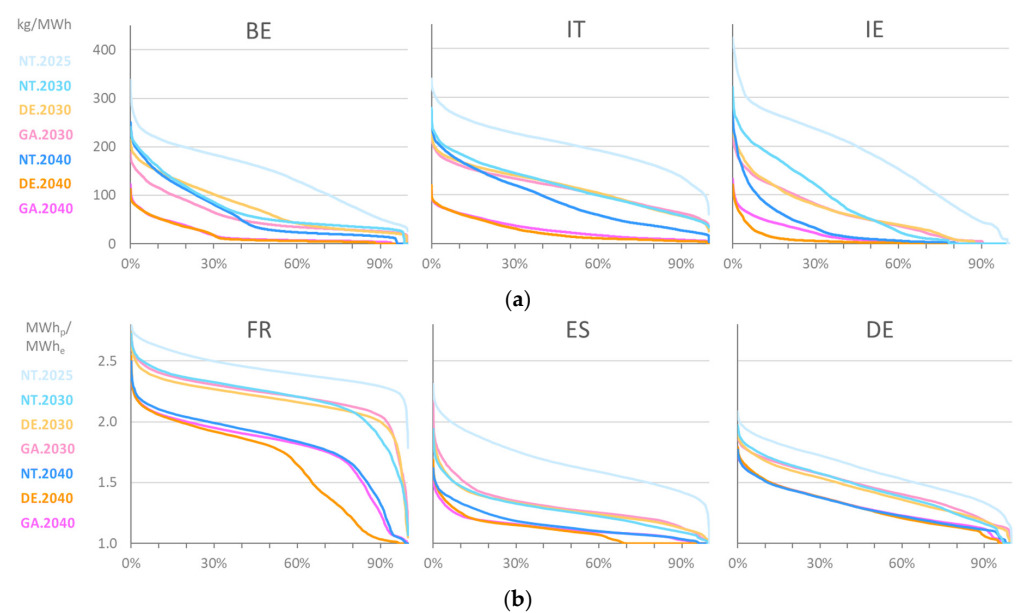 kg/MWh
BE
IT
IE
400
NT.2025
NT.2030
300
DE.2030
GA.2030
200
NT.2040
DE.2040
100
GA.2040
0
0% 30% 60% 90% 0% 30% 60% 90% 0% 30% 60% 90%
(a)
MWhp/
MWhe
FR
ES
DE
2.5
NT.2025
NT.2030
2.0
DE.2030
GA.2030
1.5
NT.2040
DE.2040
GA.2040
1.0
0% 30% 60% 90% 0% 30% 60% 90% 0% 30% 60% 90%
(b)